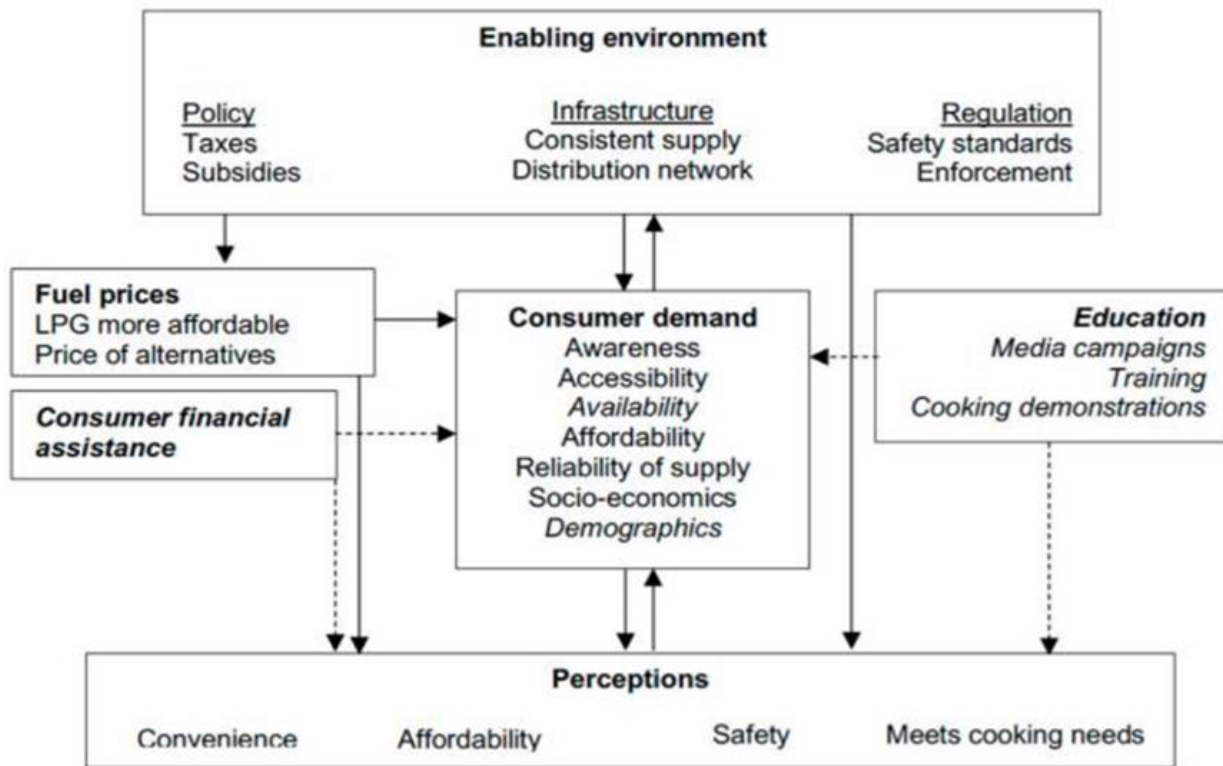 Enabling environment
Policy
Taxes
Subsidies
Infrastructure
Consistent supply
Distribution network
Regulation
Safety standards
Enforcement
Fuel prices
LPG more affordable
Price of alternatives
Consumer financial
assistance
Consumer demand
Awareness
Accessibility
Availability
Affordability
Reliability of supply
Socio-economics
Demographics
Education
Media campaigns
Training
Cooking demonstrations
Perceptions
Convenience
Affordability
Safety
Meets cooking needs